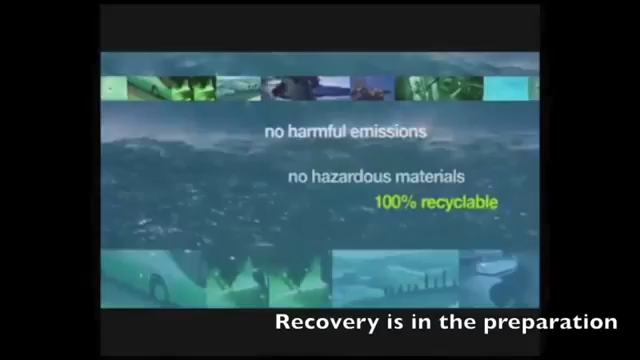 no harmful emissions
no hazardous materials
100% recyclable
Recovery is in the preparation